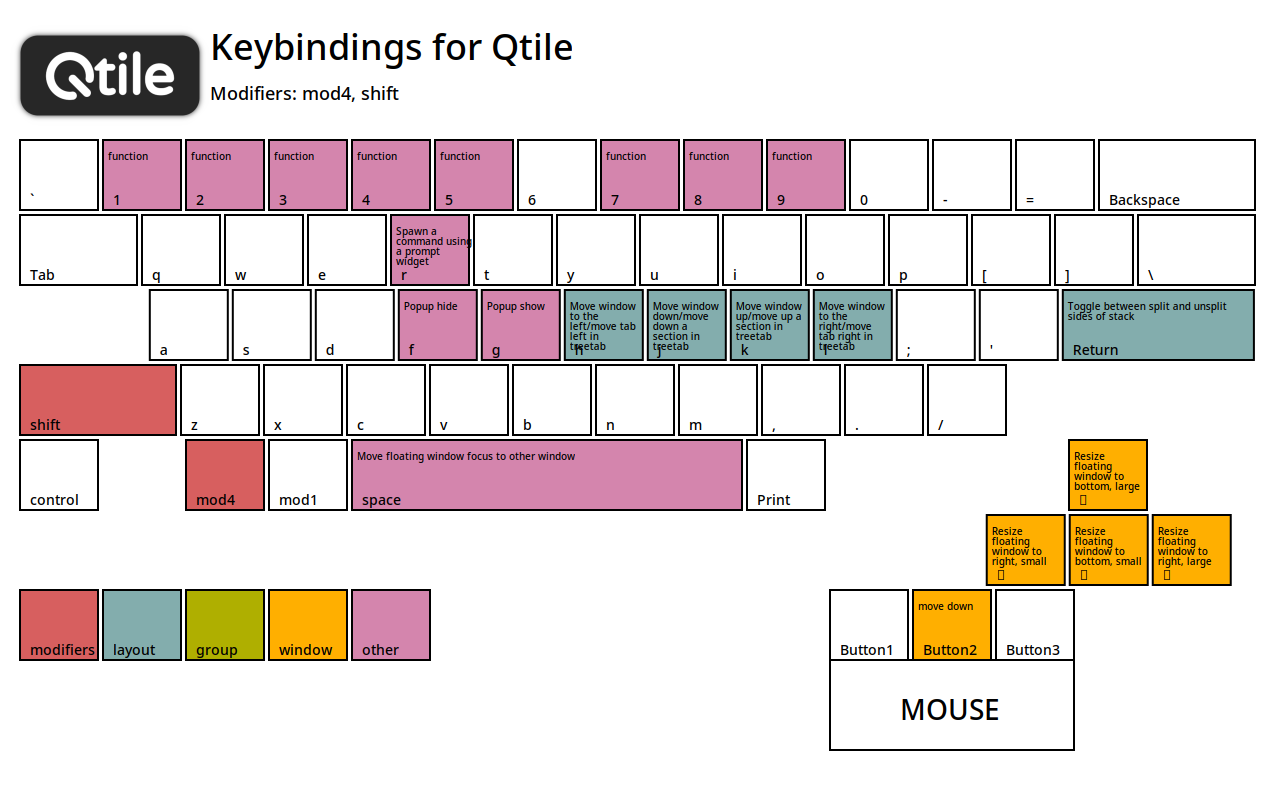 Qtile
Keybindings for Qtile
Modifiers: mod4, shift
`
function
1
function
2
function
3
function
4
function
5
6
function
7
function
8
function
9
0
-
=
Backspace
Tab
q
w
e
Spawn a
command using
a prompt
widget
r
t
y
u
i
o
p
[
]
\
a
s
d
Popup hide
f
Popup show
g
Move window
to the
left/move tab
left in
treetab
h
Move window
down/move
down a
section in
treetab
j
Move window
up/move up a
section in
treetab
k
Move window
to the
right/move
tab right in
treetab
l
;
'
Toggle between split and unsplit
sides of stack
Return
shift
z
x
c
v
b
n
m
,
.
/
control
mod4
mod1
Move floating window focus to other window
space
Print
Resize
floating
window to
bottom, large
Resize
floating
window to
right, small
Resize
floating
window to
bottom, small
Resize
floating
window to
right, large
modifiers
layout
group
window
other
Button1
move down
Button2
Button3
MOUSE